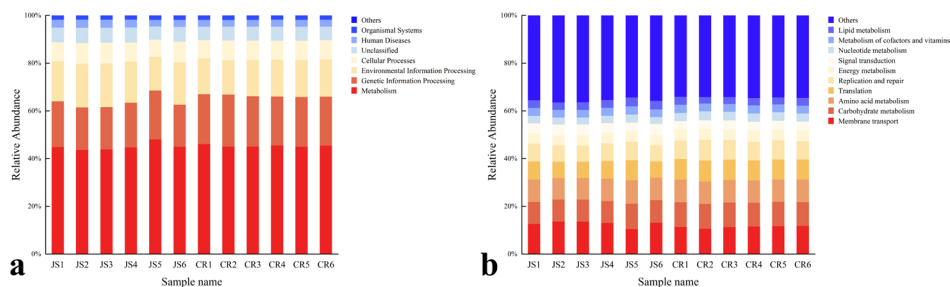 a
Relative Abundance
100%
80%
60%
40%
20%
0%
JS1 JS2 JS3 JS4 JS5 JS6 CR1 CR2 CR3 CR4 CR5 CR6
Sample name
Others
Organismal Systems
Human Diseases
Unclassified
Cellular Processes
Environmental Information Processing
Genetic Information Processing
Metabolism
b
Relative Abundance
100%
80%
60%
40%
20%
0%
JS1 JS2 JS3 JS4 JS5 JS6 CR1 CR2 CR3 CR4 CR5 CR6
Sample name
Others
Lipid metabolism
Metabolism of cofactors and vitamins
Nucleotide metabolism
Signal transduction
Energy metabolism
Replication and repair
Translation
Amino acid metabolism
Carbohydrate metabolism
Membrane transport